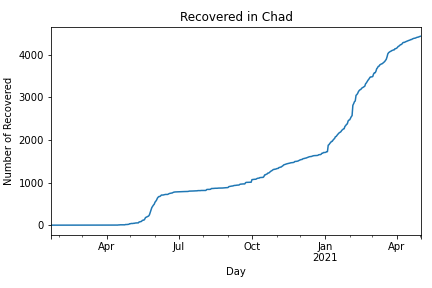 Recovered in Chad
Number of Recovered
4000
3000
2000
1000
0
Apr
Jul
Oct
Jan
2021
Apr
Day